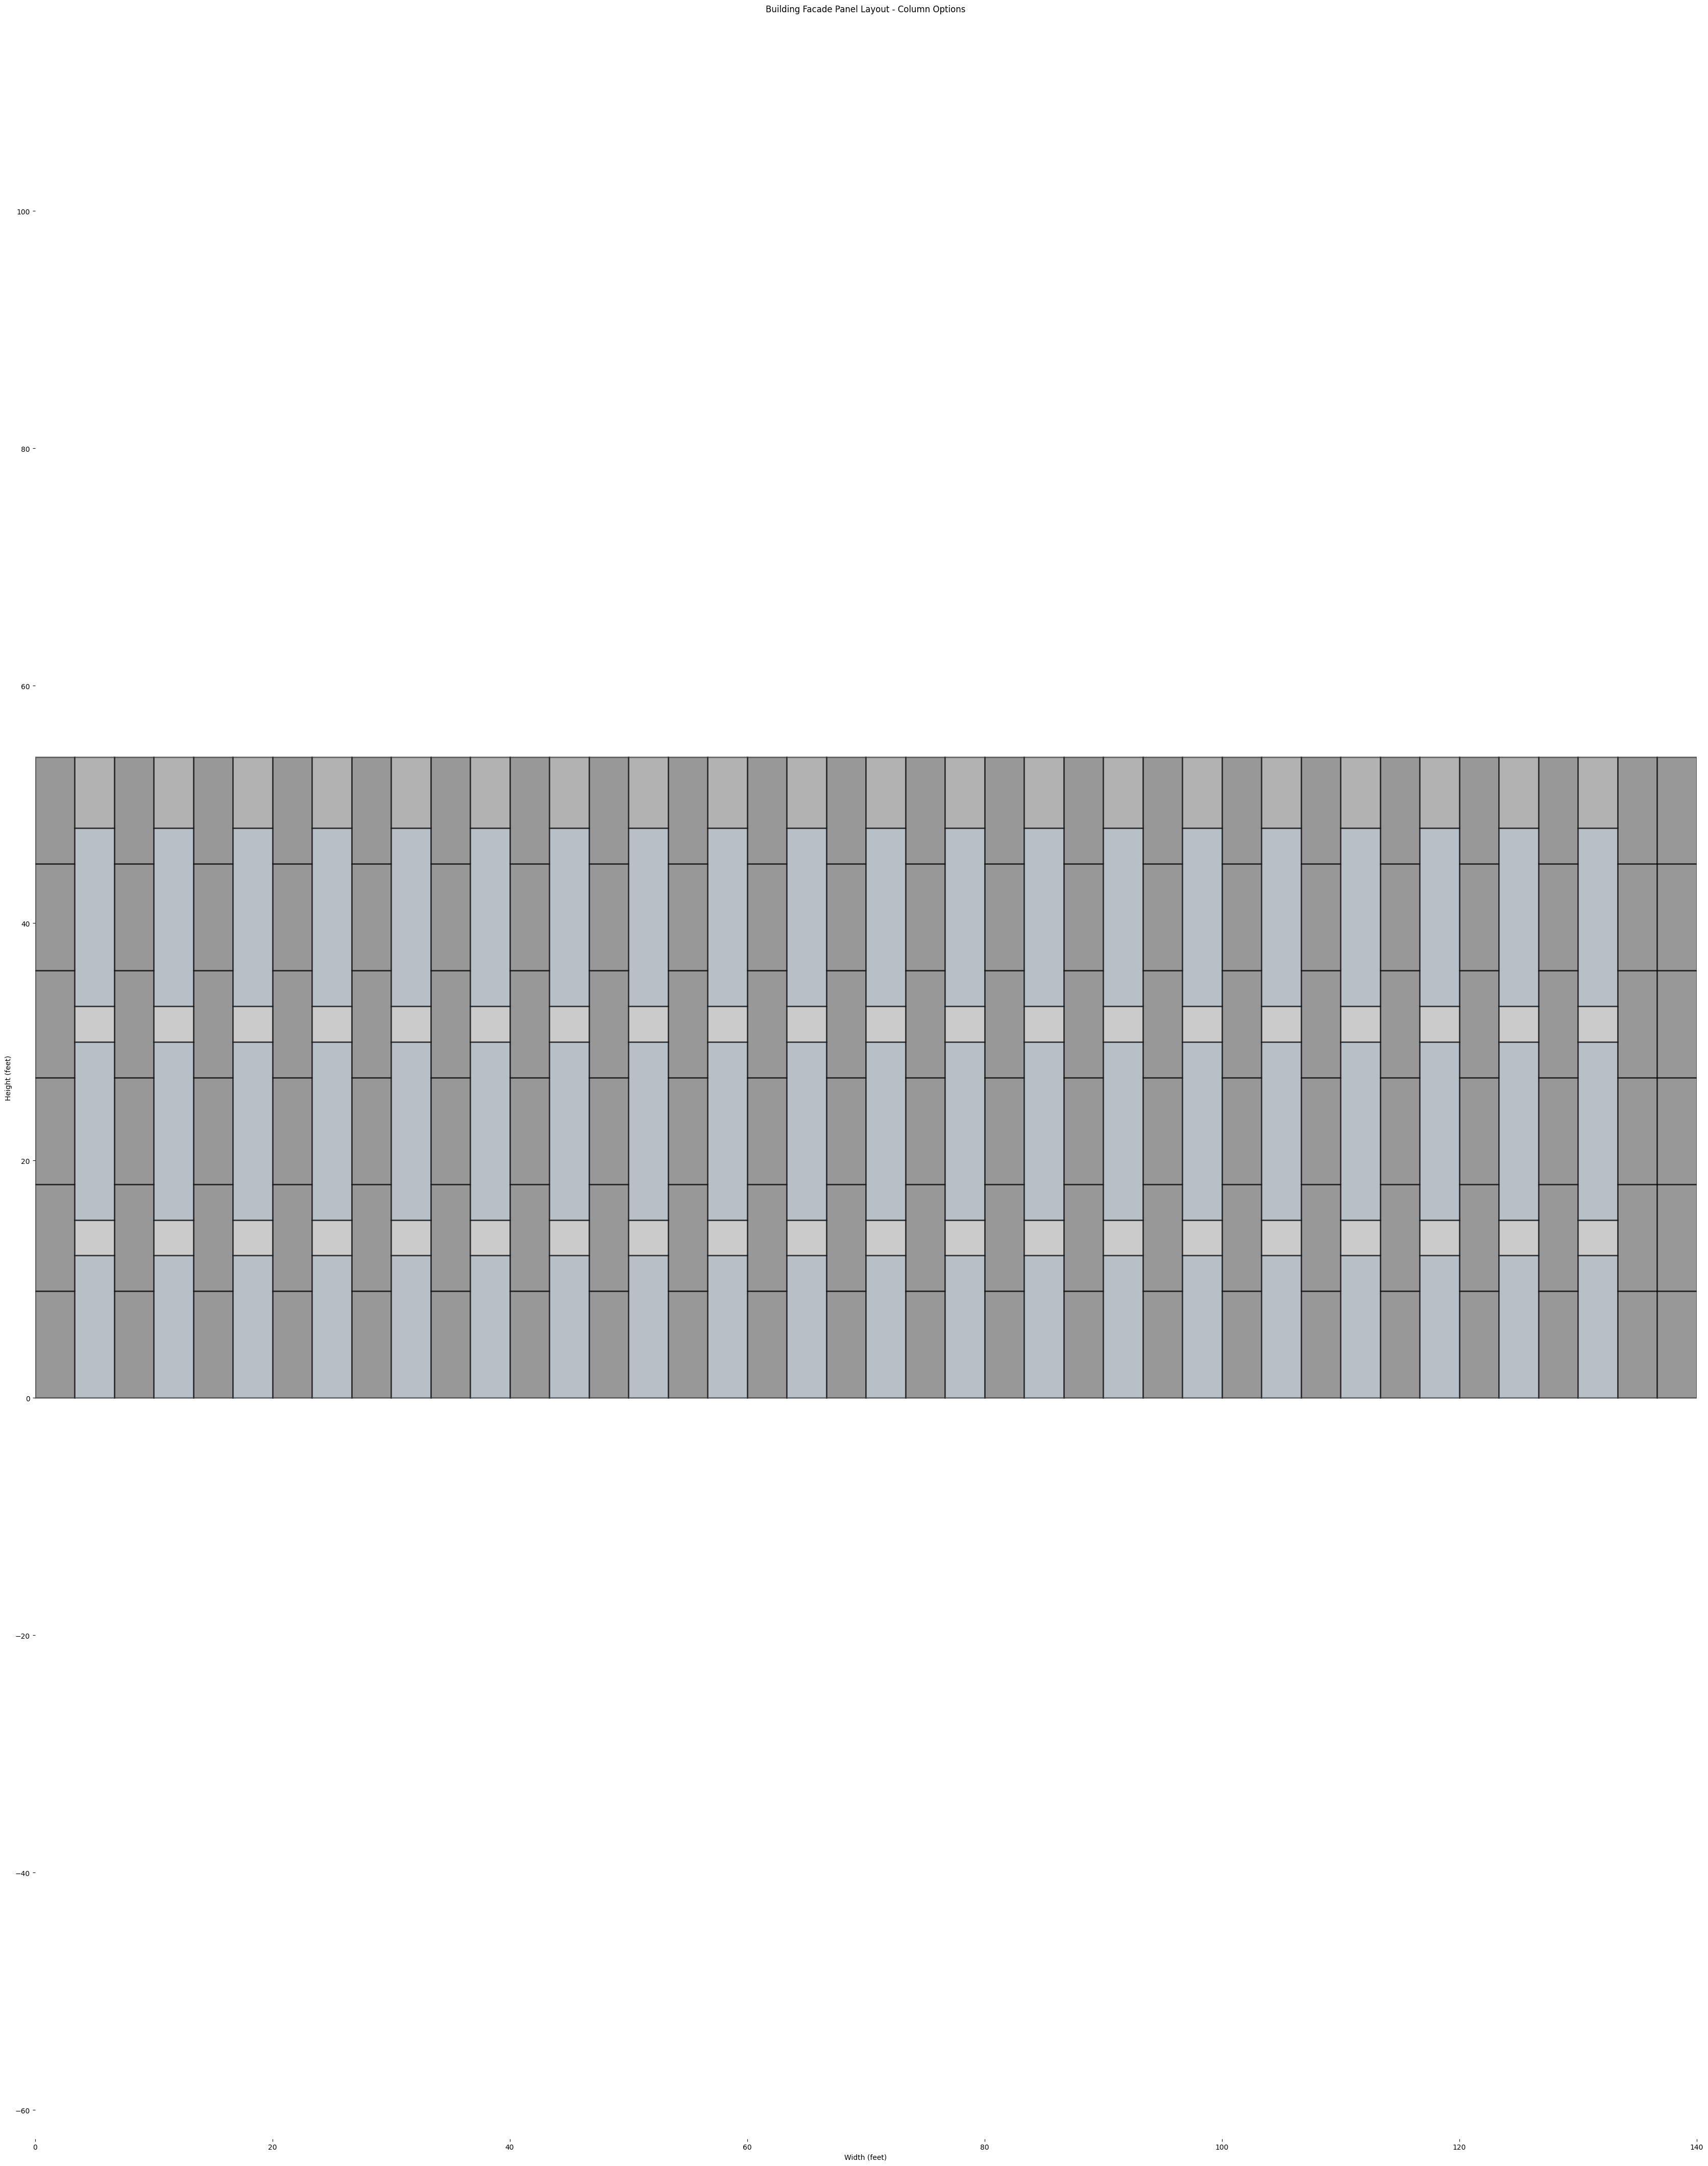 Building Facade Panel Layout - Column Options
100
80
60
40
20
0
−20
−40
−60
Height (feet)
0 20 40 60 80 100 120 140
Width (feet)